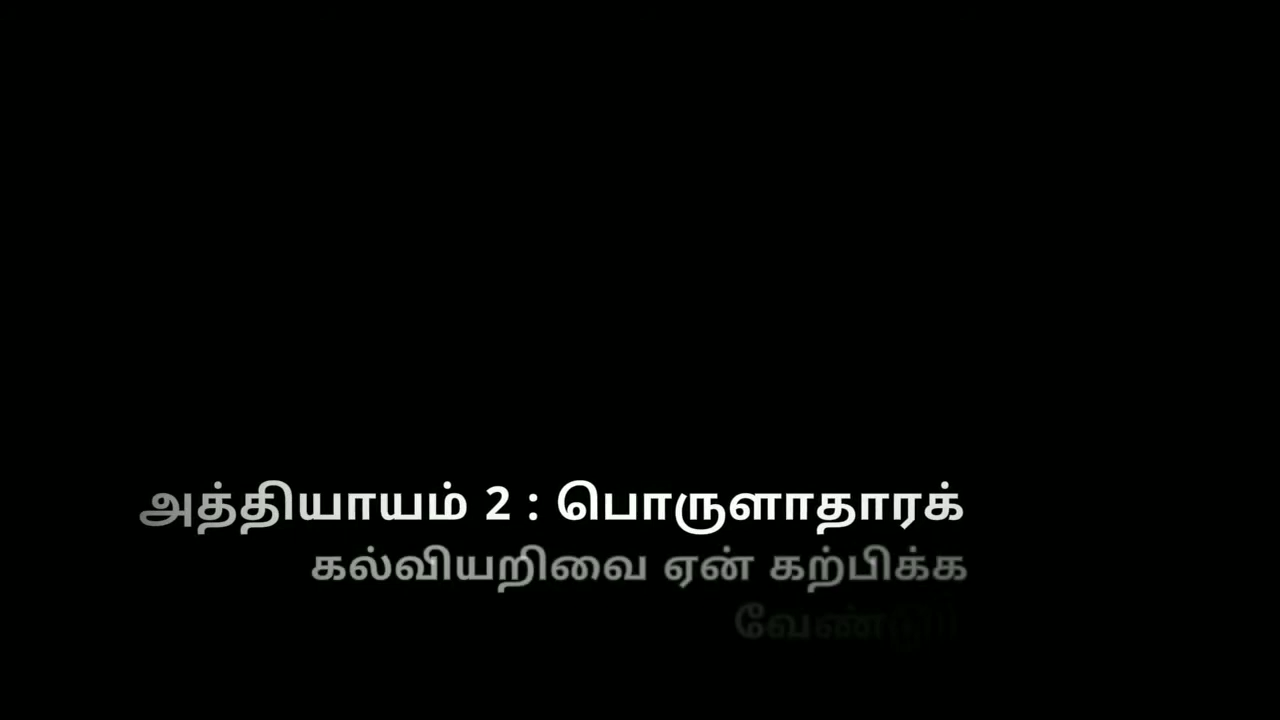 அத்தியாயம் 2 : பொருளாதாரக்
கல்வியறிவை ஏன் கற்பிக்க
வேண்டும்